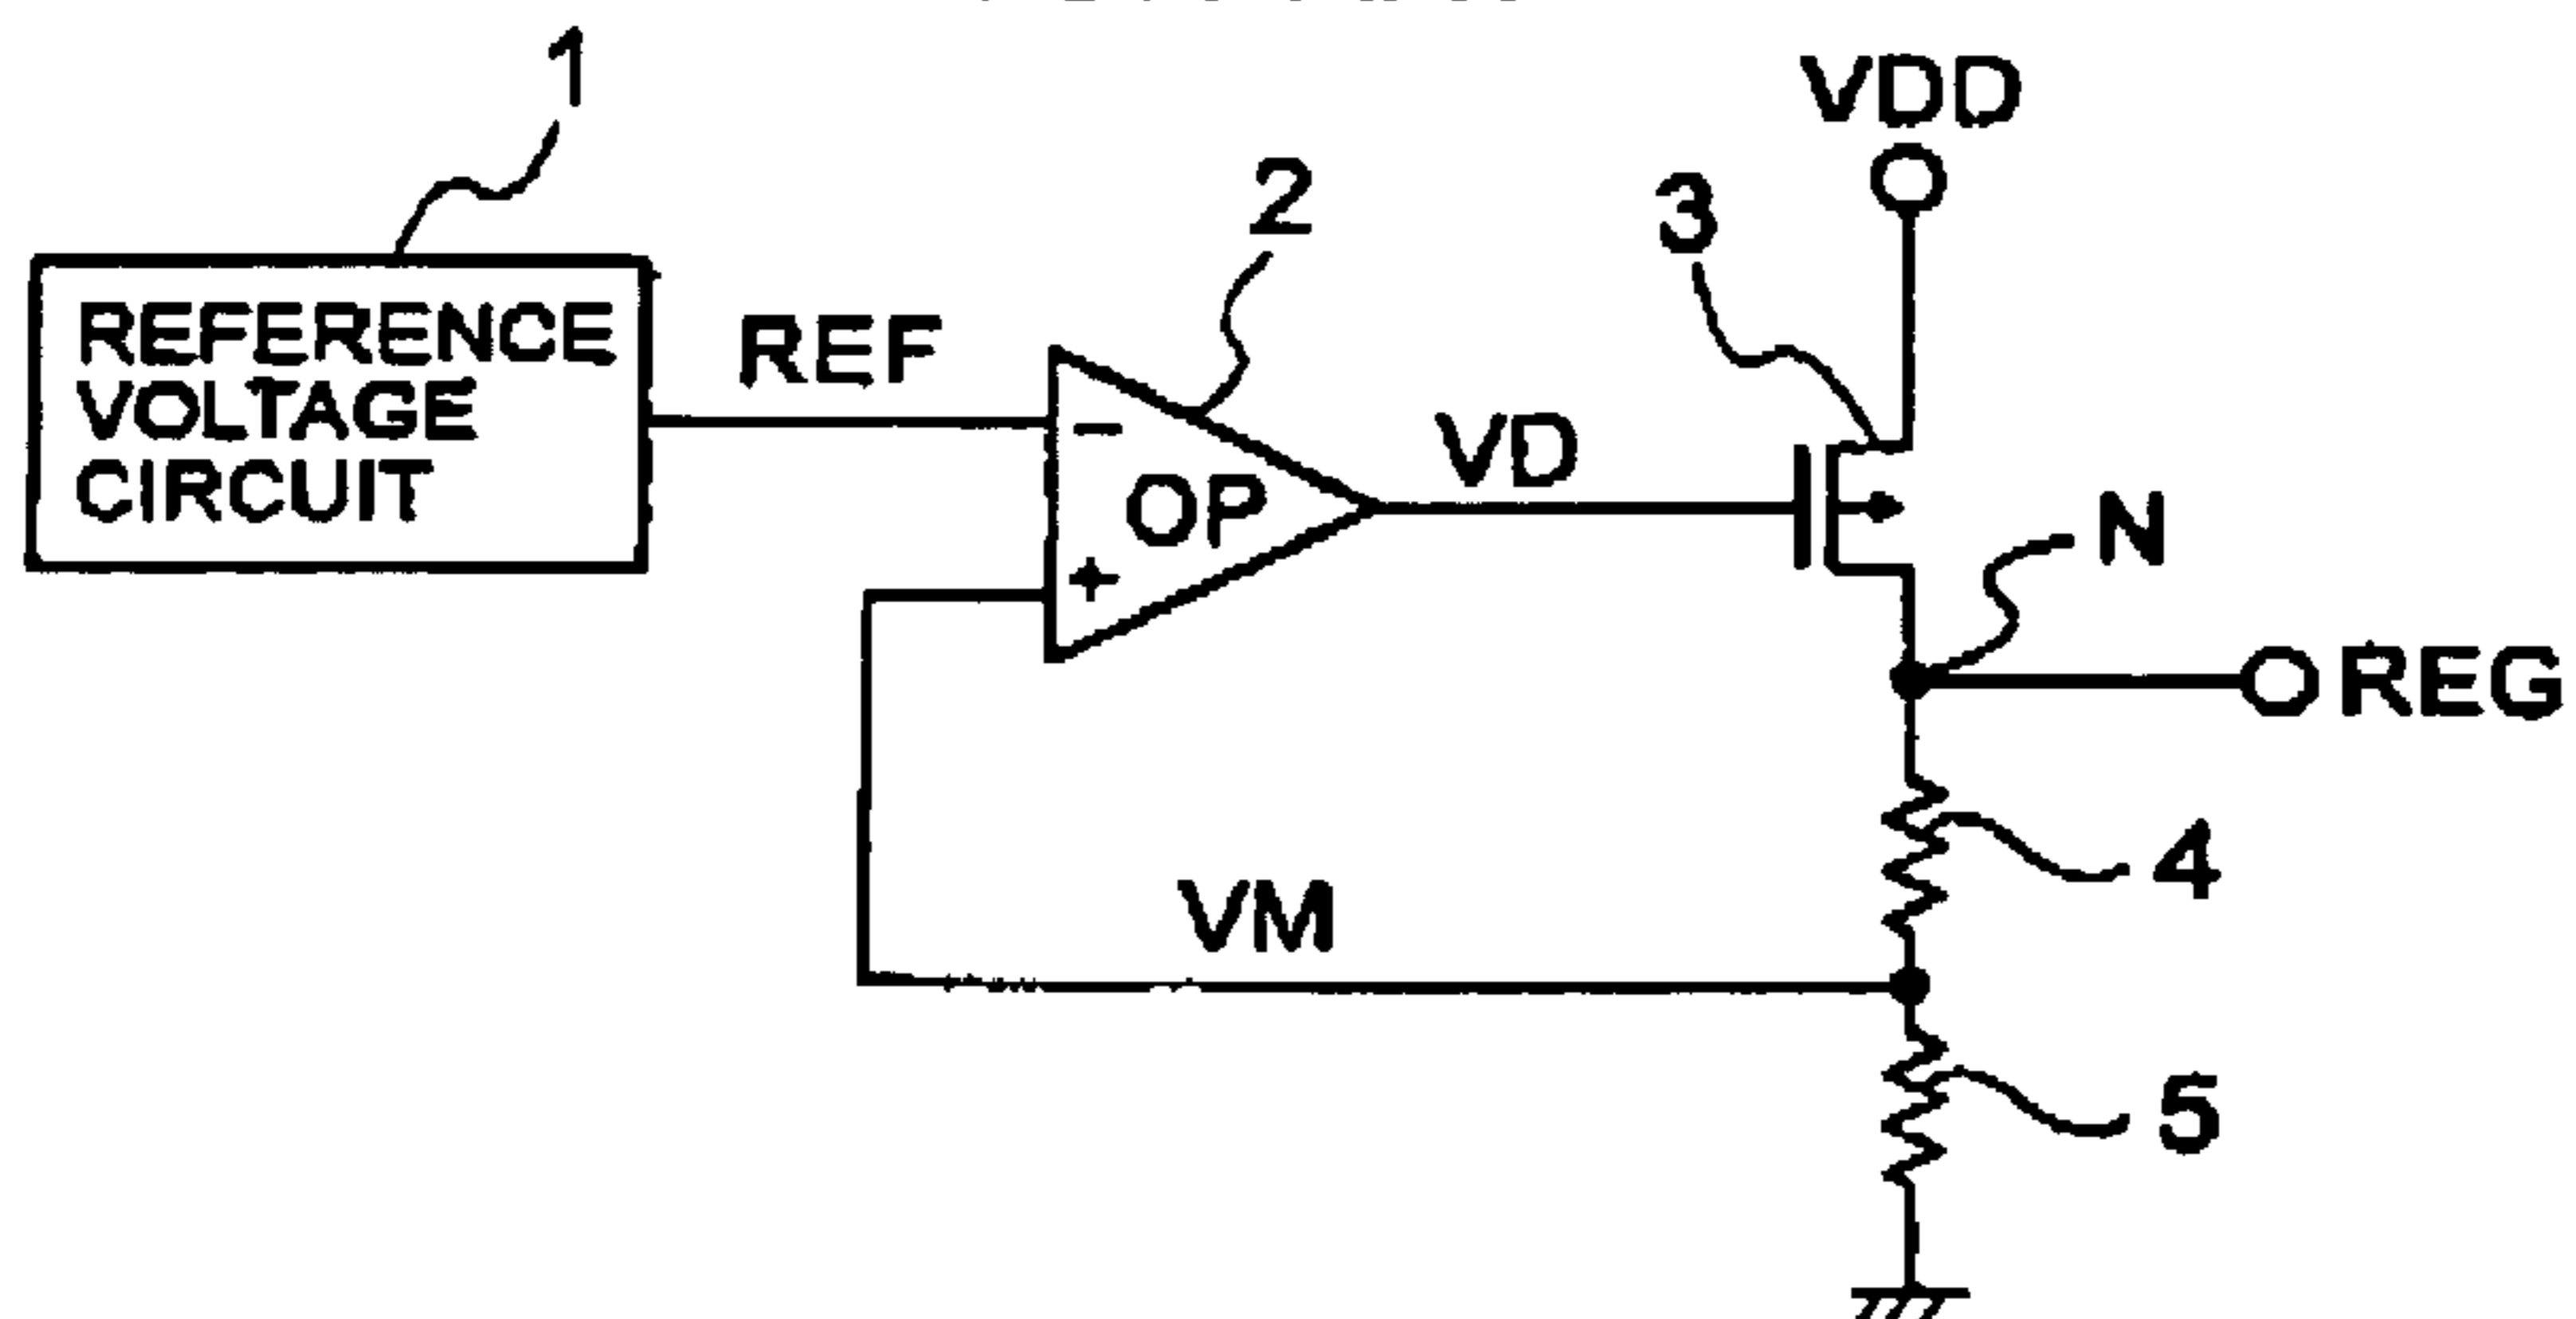 1
VDD
2
3
REFERENCE
VOLTAGE
CIRCUIT
REF
-
OP
+
VD
N
REG
4
VM
5